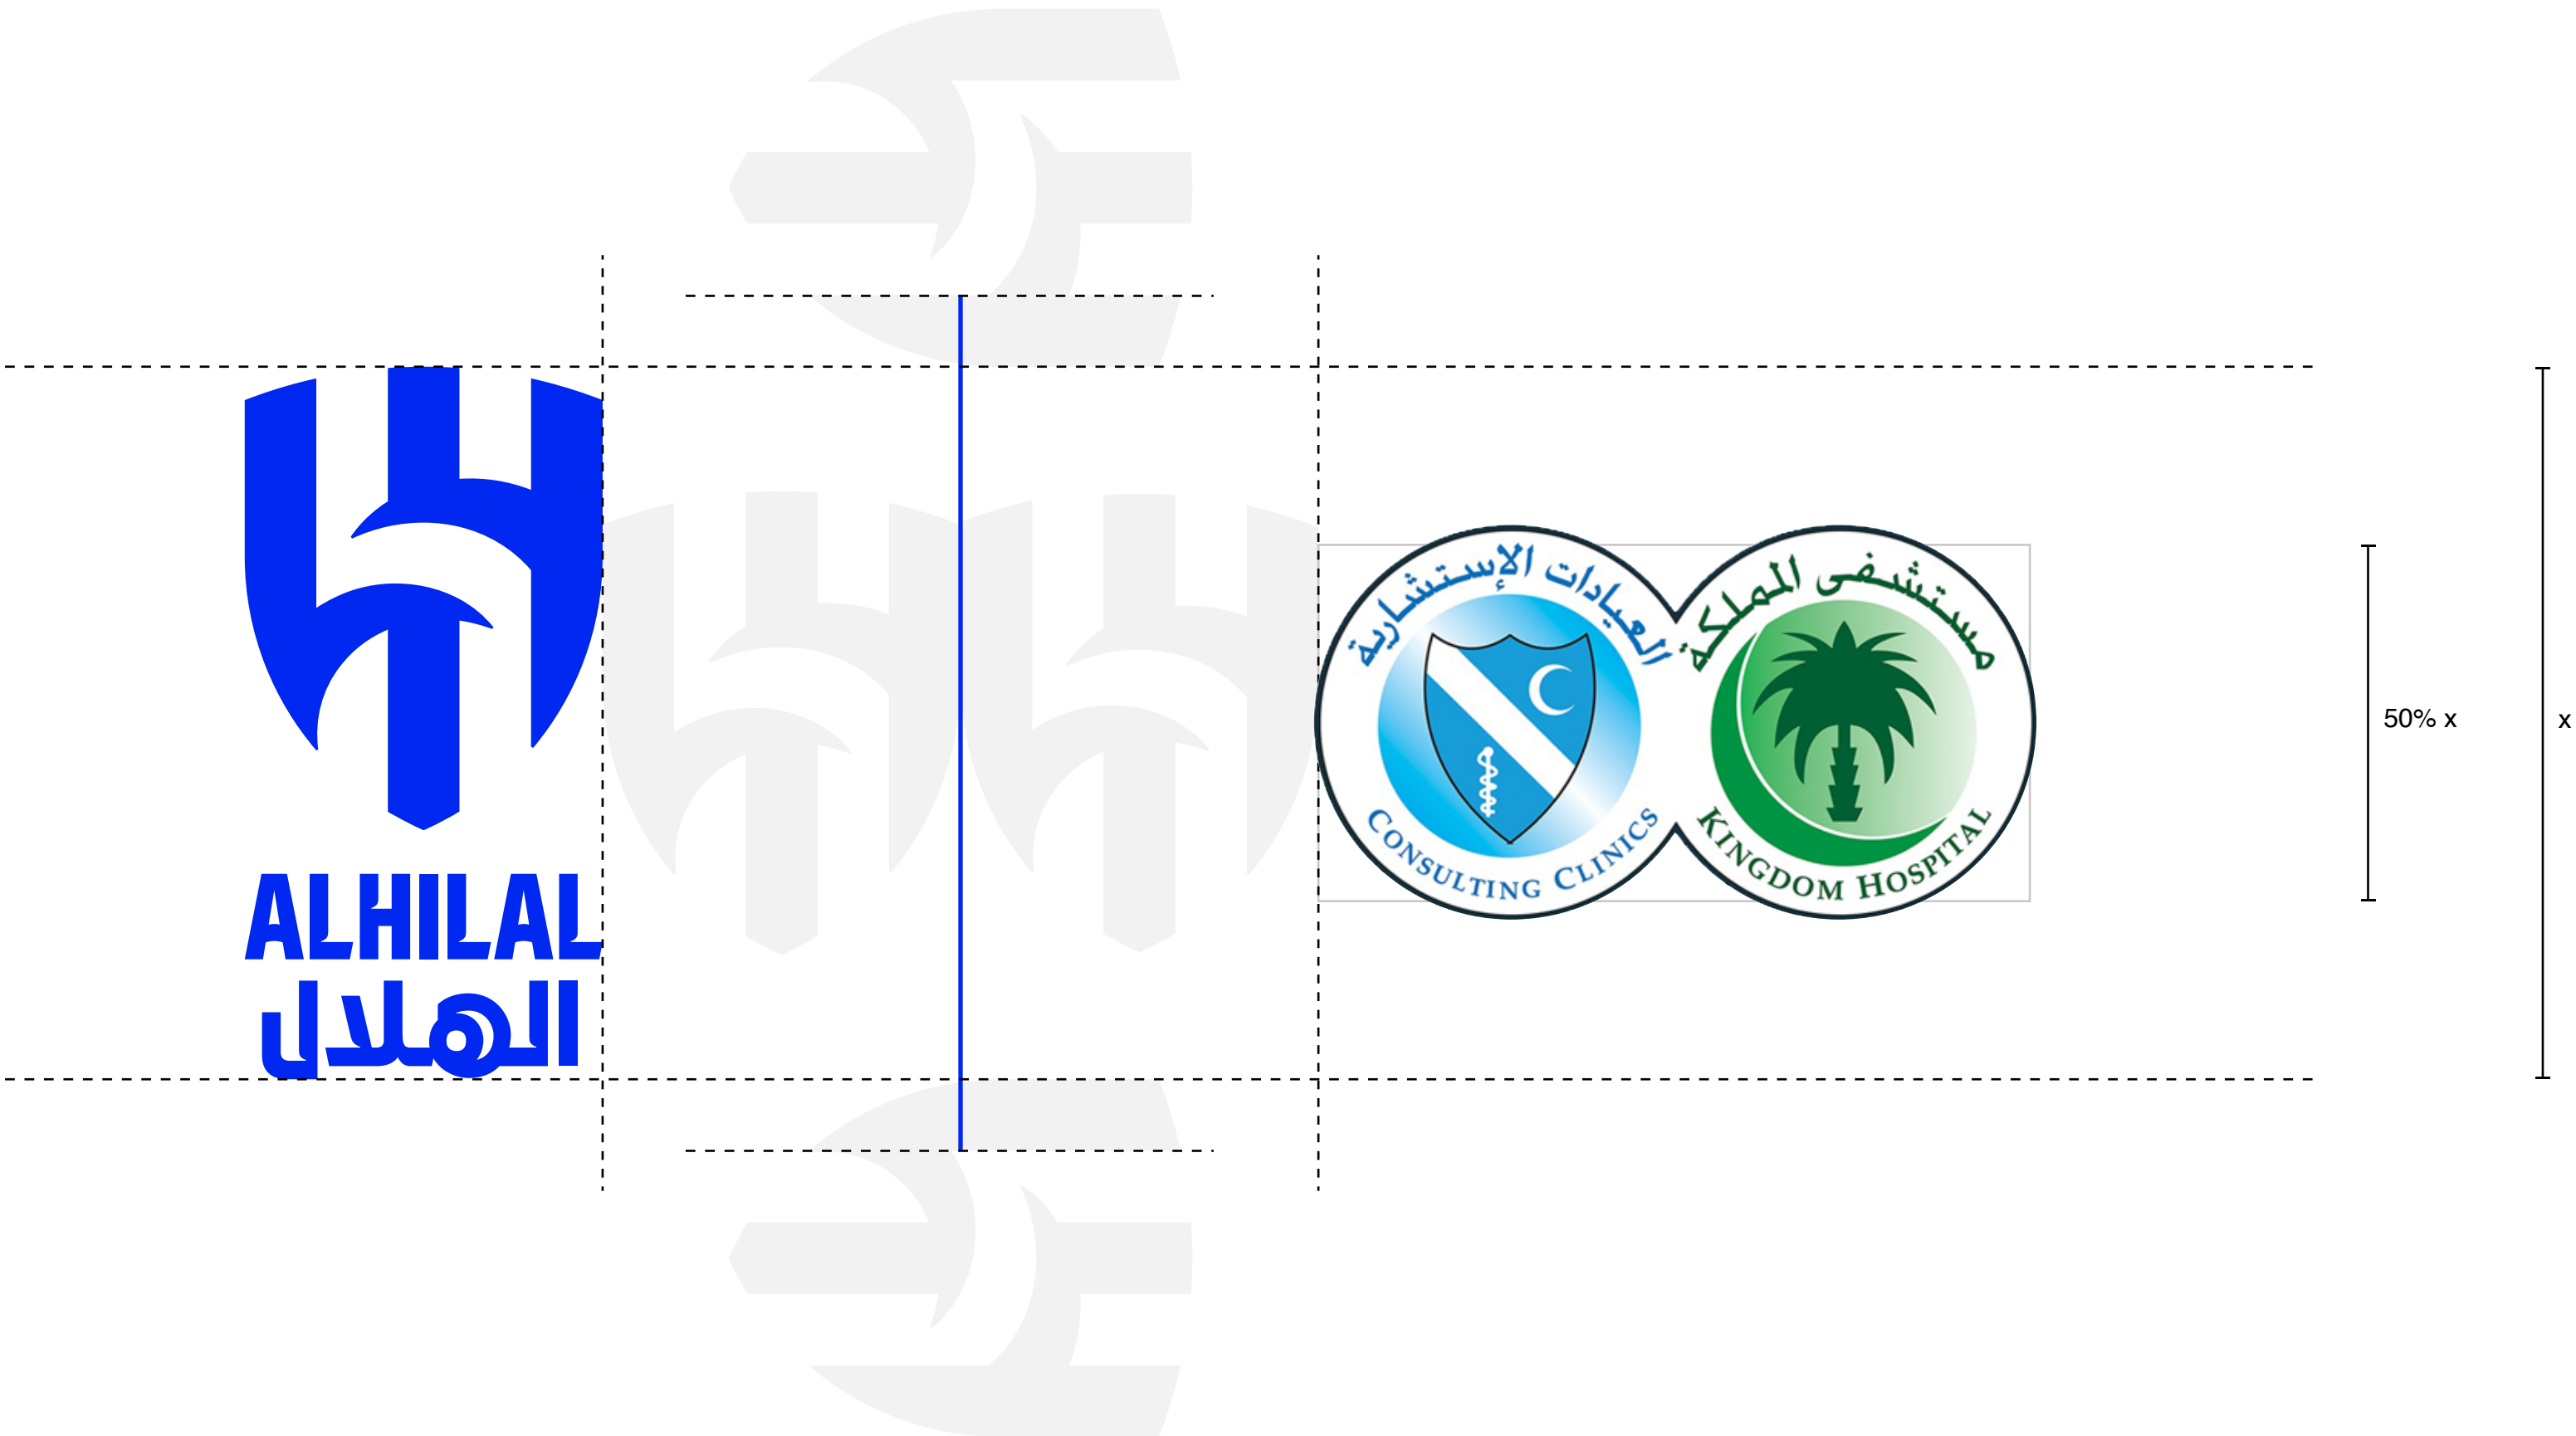 ALHILAL
الهلال
العيادات الإستشارية
CONSULTING CLINICS
مستشفى المملكة
KINGDOM HOSPITAL
50% x
x